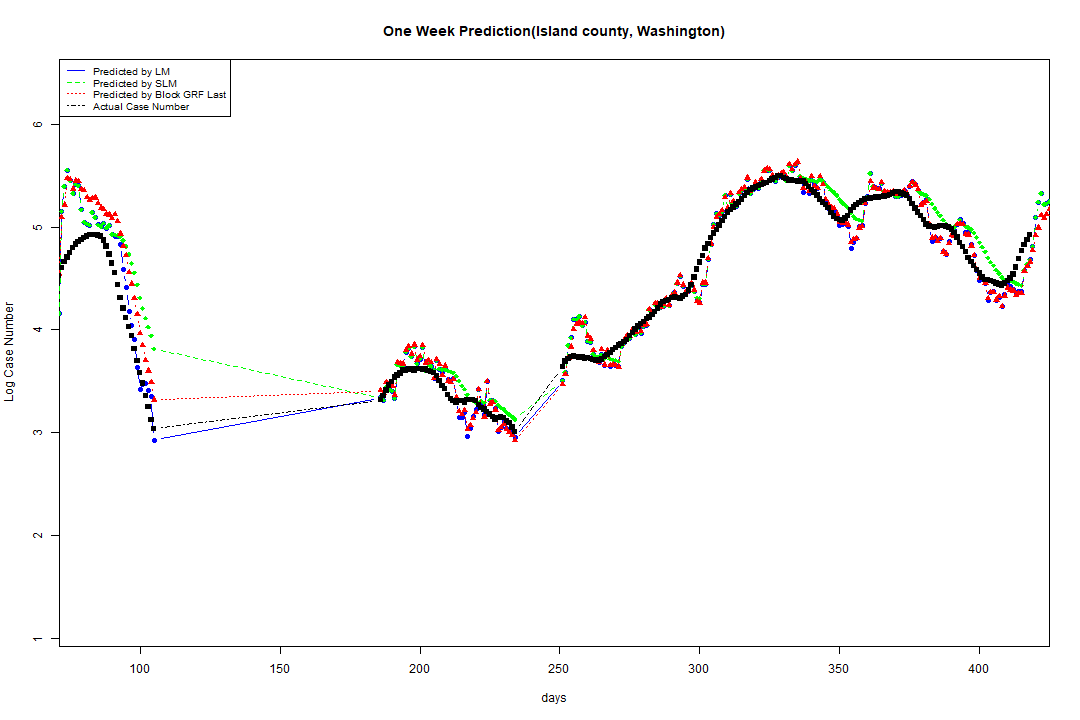 One Week Prediction(Island county, Washington)
Predicted by LM
Predicted by SLM
Predicted by Block GRF Last
Actual Case Number
Log Case Number
6
5
4
3
2
1
100 150 200 250 300 350 400
days